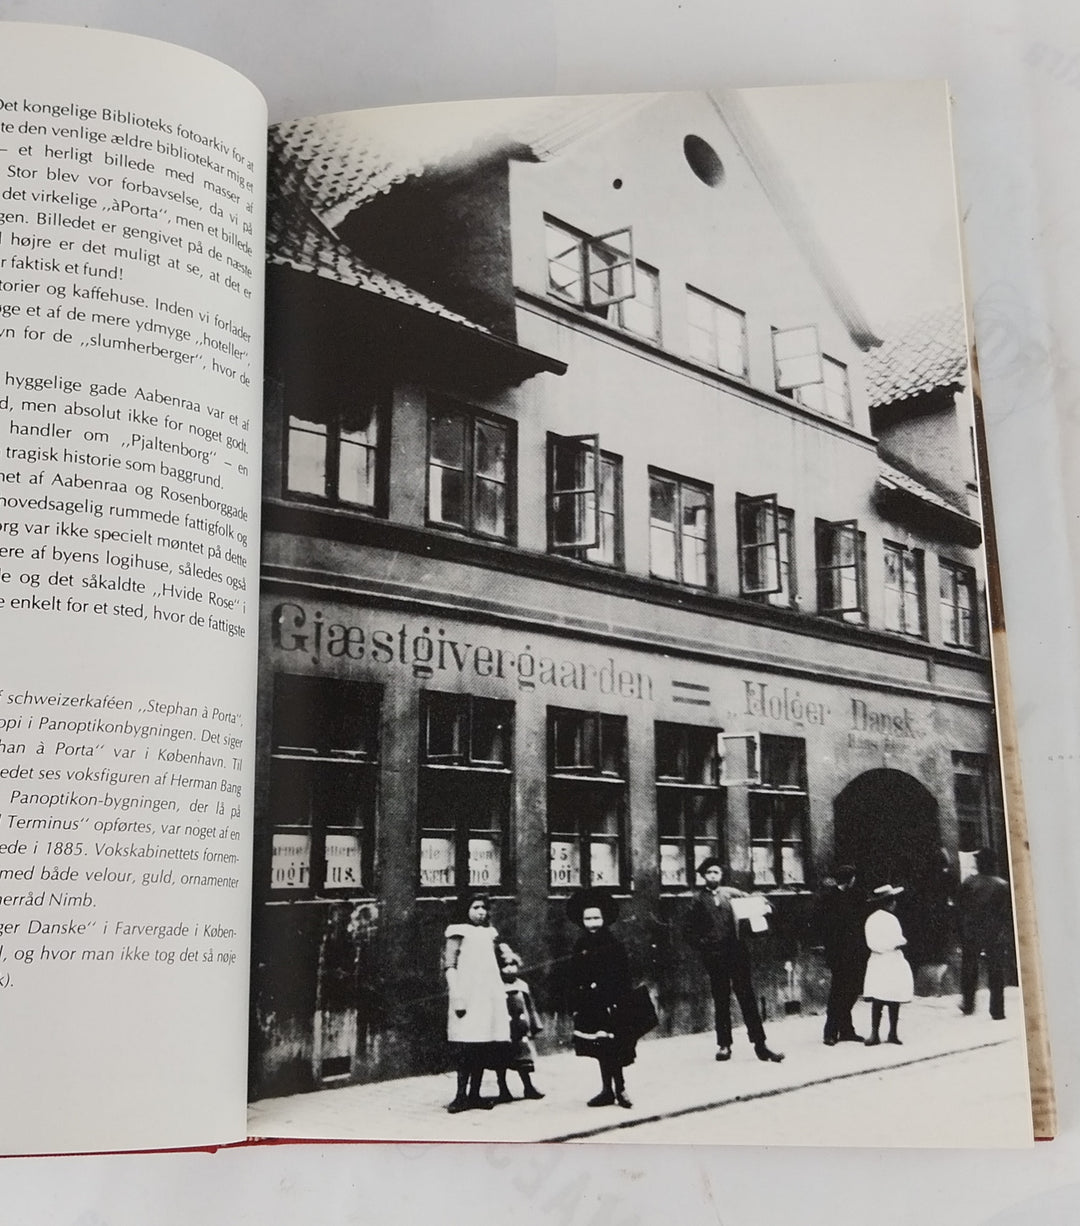 Det kongelige Biblioteks fotoarkiv for at
te den venlige ældre bibliotekar mig et
– et herligt billede med masser af
Stor blev vor forbavselse, da vi på
det virkelige ,,àPorta‘‘, men et billede
gen. Billedet er gengivet på de næste
højre er det muligt at se, at det er
r faktisk et fund!
torier og kaffehuse. Inden vi forlader
øge et af de mere ydmyge ,,hoteller‘‘,
vn for de ,,slumherberger‘‘, hvor de
hyggelige gade Aabenraa var et af
d, men absolut ikke for noget godt.
handler om ,,Pjaltenborg‘‘ – en
tragisk historie som baggrund.
net af Aabenraa og Rosenborggade
hovedsagelig rummede fattigfolk og
org var ikke specielt møntet på dette
ere af byens logihuse, således også
le og det såkaldte ,,Hvide Rose‘‘ i
e enkelt for et sted, hvor de fattigste
schweizerkaféen ,,Stephan à Porta‘‘,
oppi i Panoptikonbygningen. Det siger
han à Porta‘‘ var i København. Til
edet ses voksfiguren af Herman Bang
Panoptikon-bygningen, der lå på
Terminus‘‘ opførtes, var noget af en
ede i 1885. Vokskabinettets fornem-
med både velour, guld, ornamenter
erråd Nimb.
ger Danske‘‘ i Farvergade i Køben-
l, og hvor man ikke tog det så nøje
k).
Gjæstgivergaarden = ,,Holger Dansk